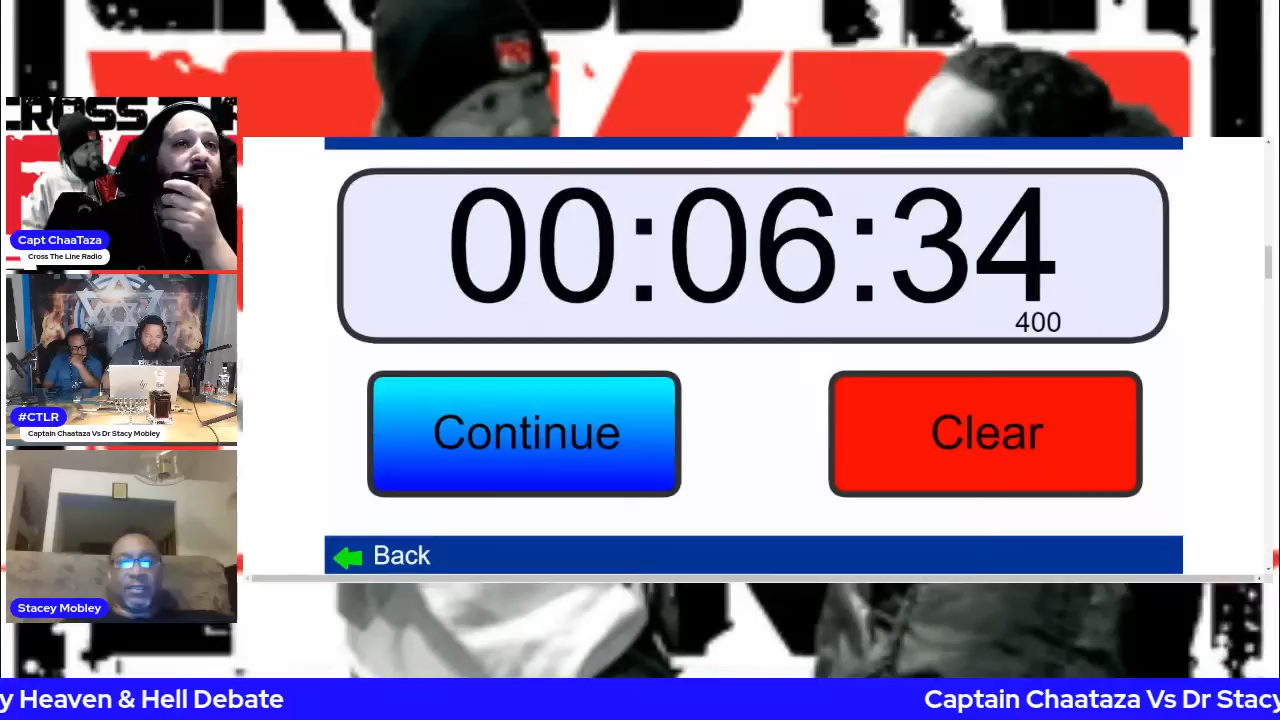 Capt ChaaTaza
Cross The Line Radio
#CTLR
Captain Chaataza Vs Dr Stacy Mobley
Stacey Mobley
00:06:34
400
Continue
Clear
Back
y Heaven & Hell Debate
Captain Chaataza Vs Dr Stacy